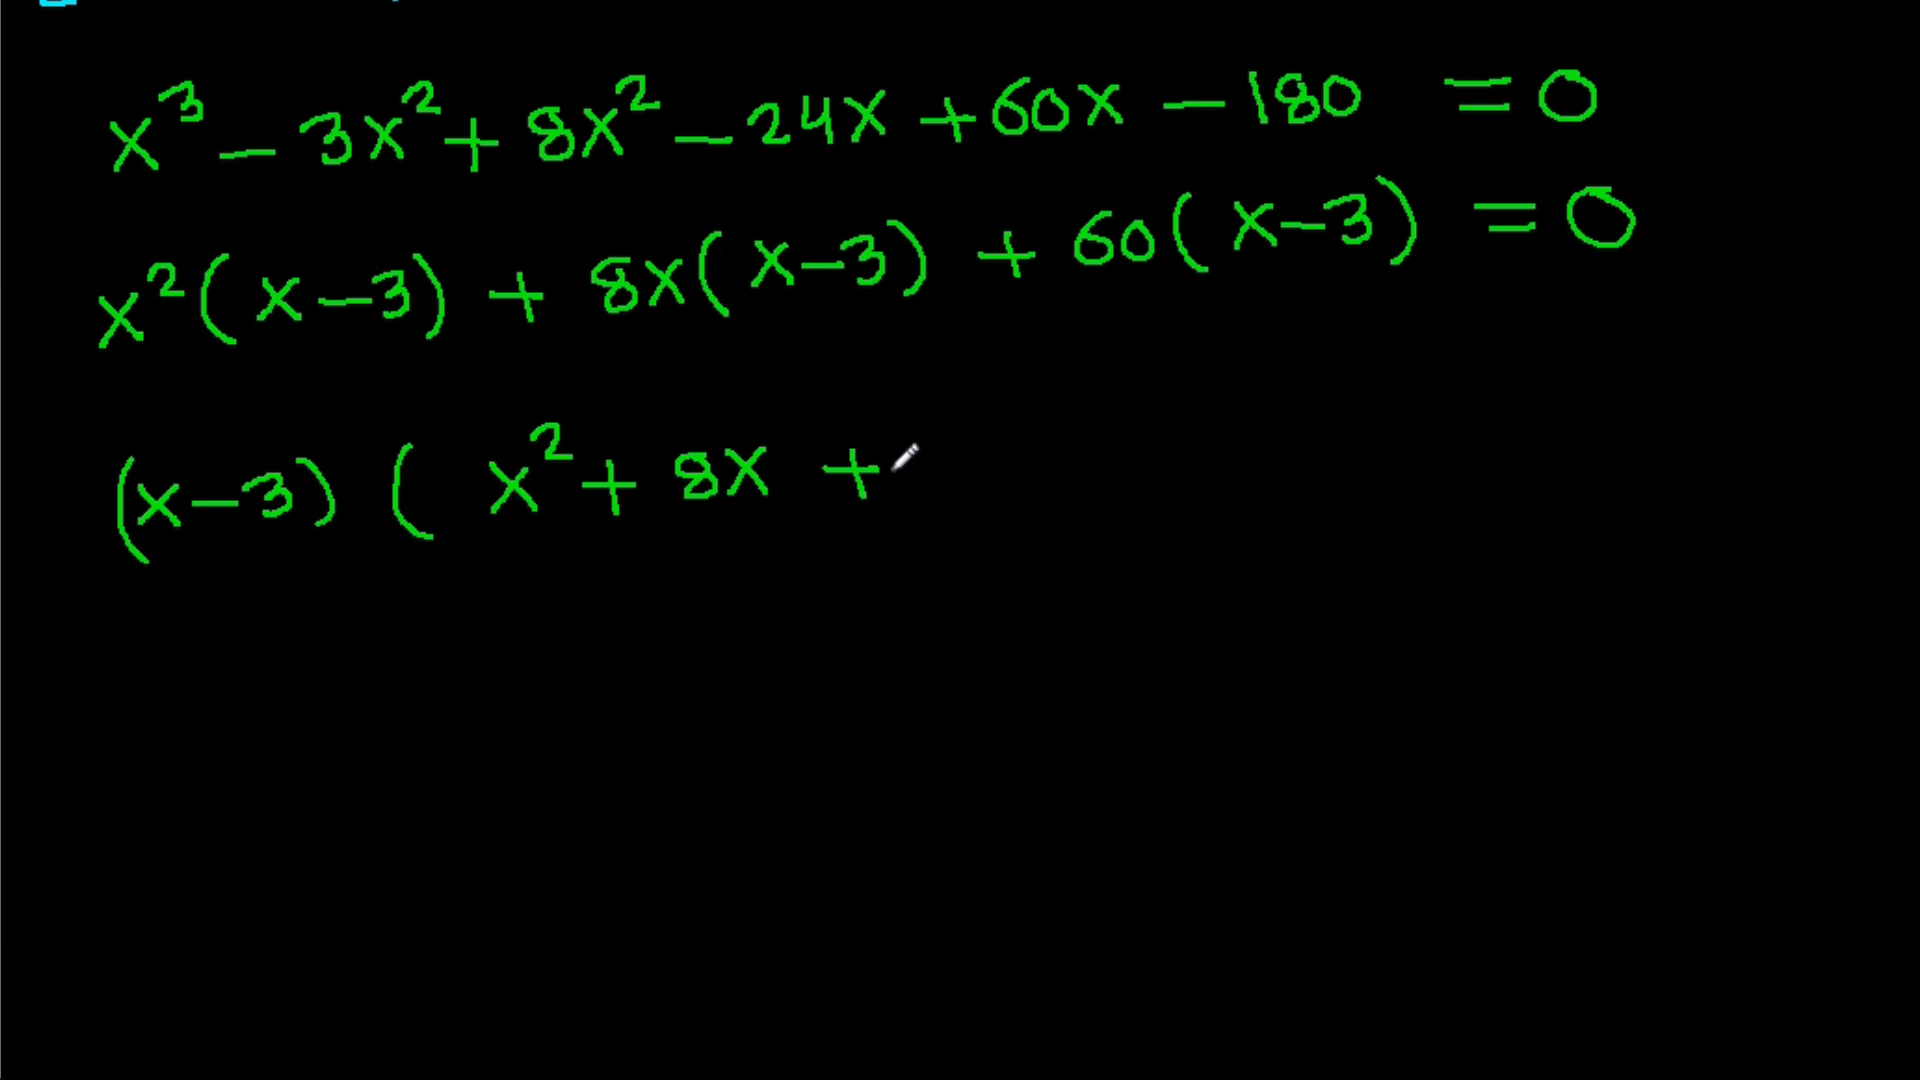 x³ - 3x² + 8x² - 24x + 60x - 180 = 0
x²(x-3) + 8x(x-3) + 60(x-3) = 0
(x-3) ( x² + 8x +